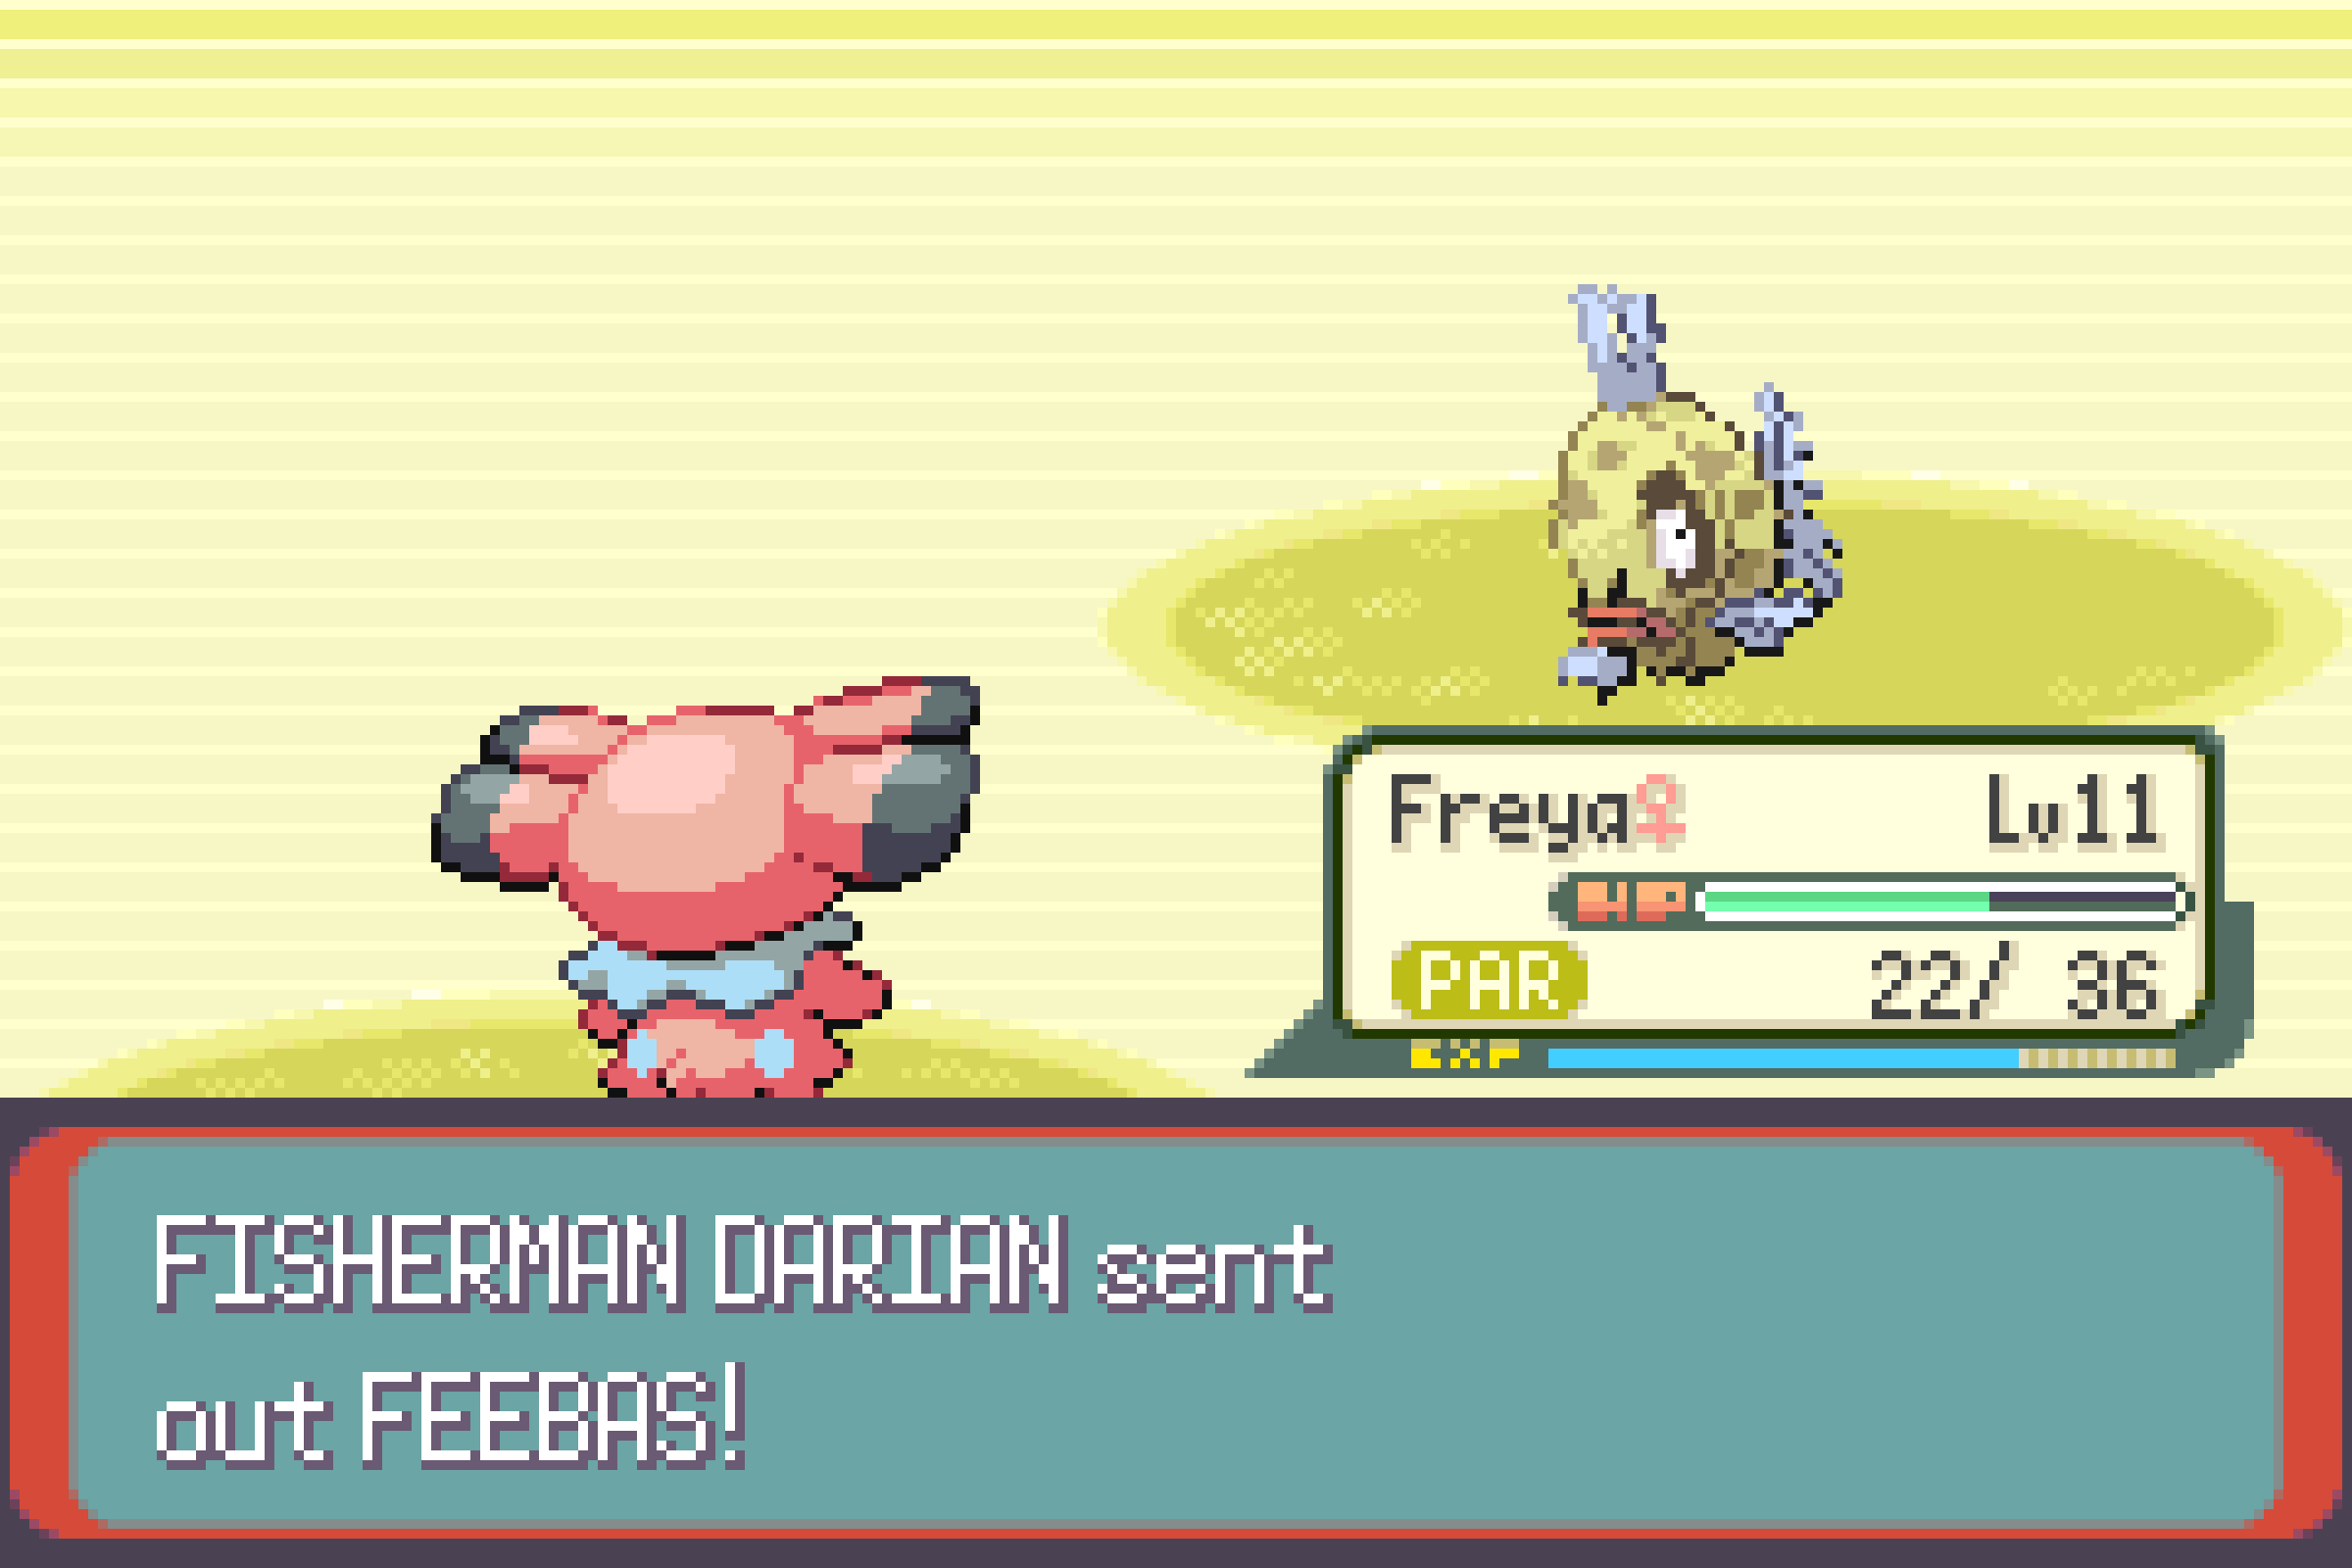 Freya♀ Lv11
HP
PAR 22/ 36
EXP
FISHERMAN DARIAN sent
out FEEBAS!